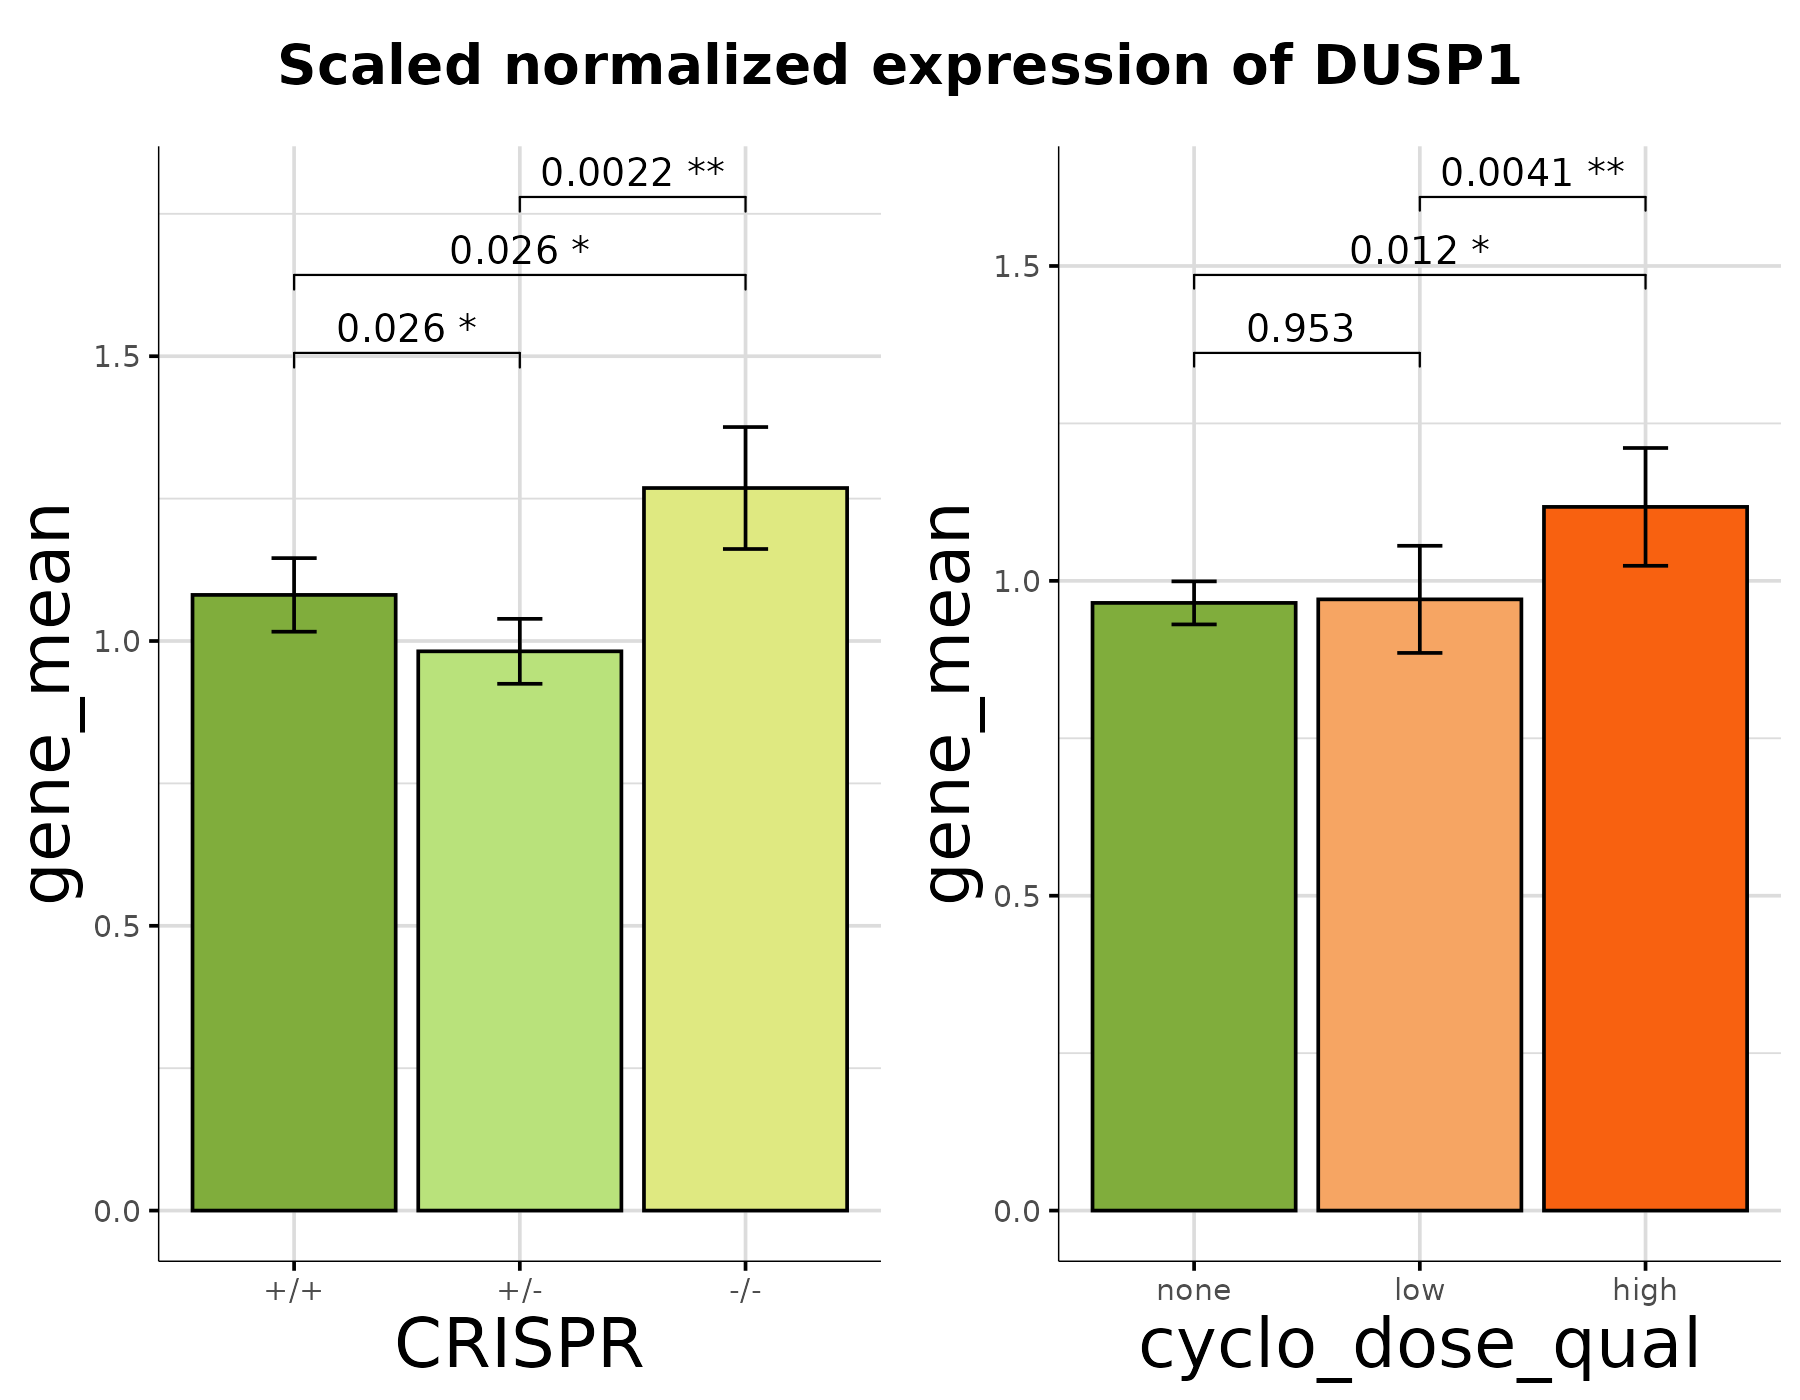 Scaled normalized expression of DUSP1
gene_mean
1.5
1.0
0.5
0.0
0.0022 **
0.026 *
0.026 *
+/+
+/-
-/-
CRISPR
gene_mean
1.5
1.0
0.5
0.0
0.0041 **
0.012 *
0.953
none
low
high
cyclo_dose_qual